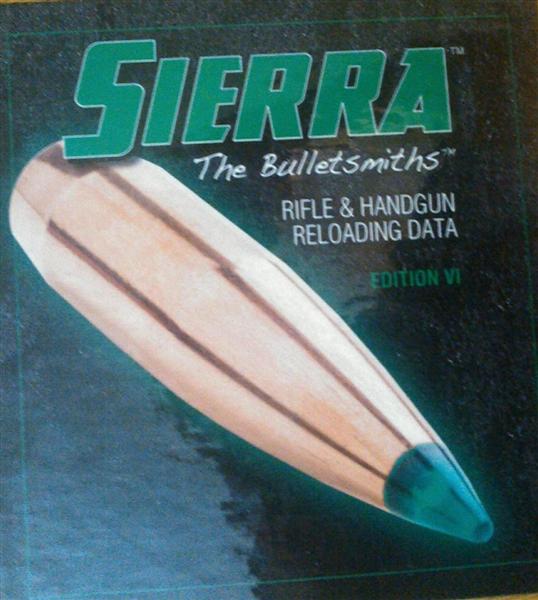 SIERRA™
The Bulletsmiths™
RIFLE & HANDGUN
RELOADING DATA
EDITION VI